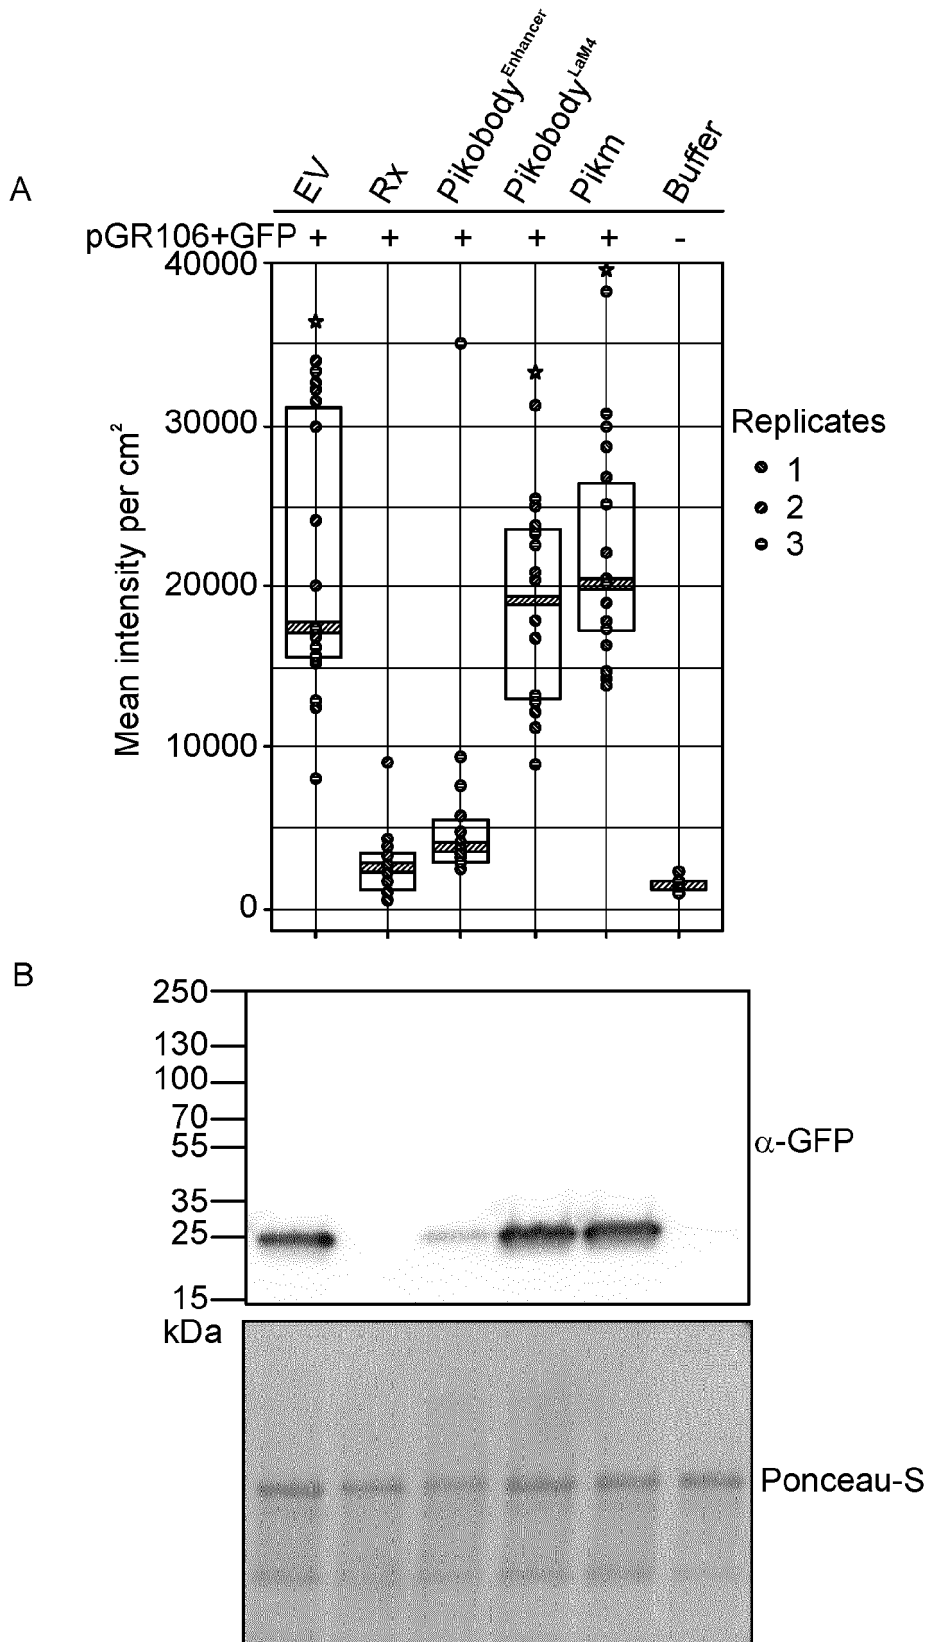 A
EV
Rx
Pikobody^Enhancer
Pikobody^LaM4
Pikm
Buffer
pGR106+GFP + + + + + -
Mean intensity per cm²
40000
30000
20000
10000
0
Replicates
1
2
3
B
250
130
100
70
55
35
25
15
kDa
α-GFP
Ponceau-S